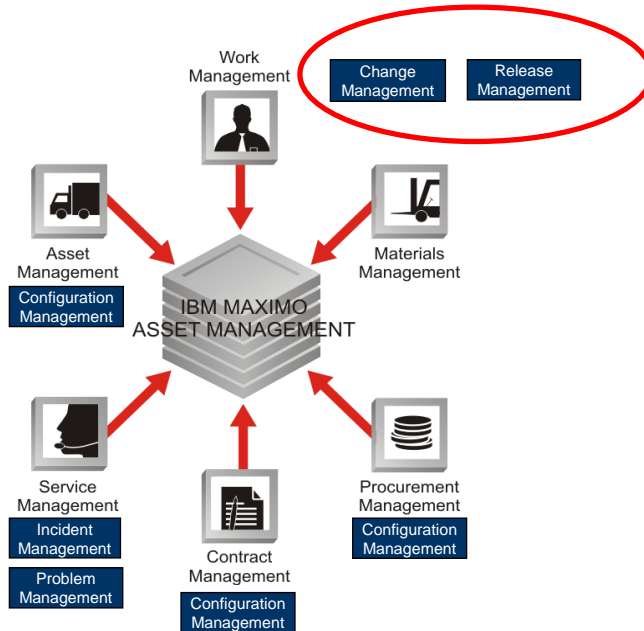 Work
Management
Change
Management
Release
Management
Asset
Management
Configuration
Management
Materials
Management
IBM MAXIMO
ASSET MANAGEMENT
Service
Management
Incident
Management
Problem
Management
Contract
Management
Configuration
Management
Procurement
Management
Configuration
Management